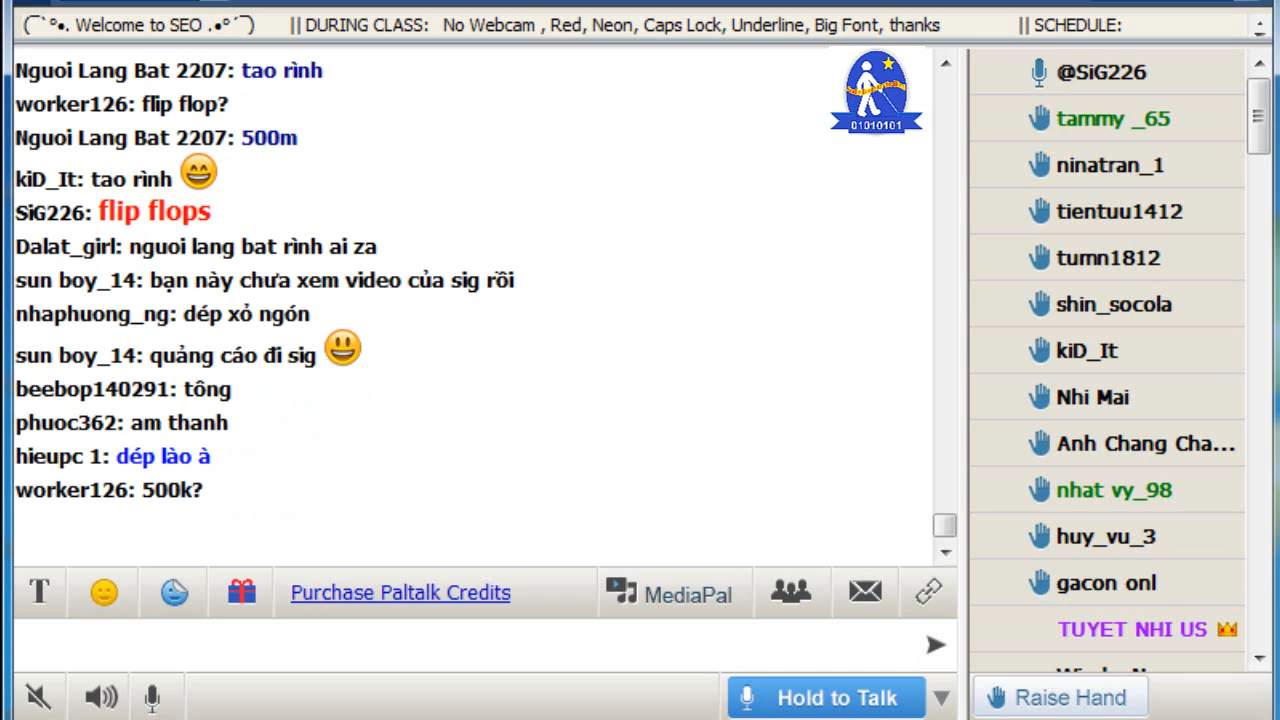 (¯`°•. Welcome to SEO .•°´¯) || DURING CLASS: No Webcam , Red, Neon, Caps Lock, Underline, Big Font, thanks || SCHEDULE:
Nguoi Lang Bat 2207: tao rình
worker126: flip flop?
Nguoi Lang Bat 2207: 500m
kiD_It: tao rình
SiG226: flip flops
Dalat_girl: nguoi lang bat rình ai za
sun boy_14: bạn này chưa xem video của sig rồi
nhaphuong_ng: dép xỏ ngón
sun boy_14: quảng cáo đi sig
beebop140291: tông
phuoc362: am thanh
hieupc 1: dép lào à
worker126: 500k?
01010101
@SiG226
tammy _65
ninatran_1
tientuu1412
tumn1812
shin_socola
kiD_It
Nhi Mai
Anh Chang Cha...
nhat vy_98
huy_vu_3
gacon onl
TUYET NHI US
T
Purchase Paltalk Credits
MediaPal
Hold to Talk
Raise Hand